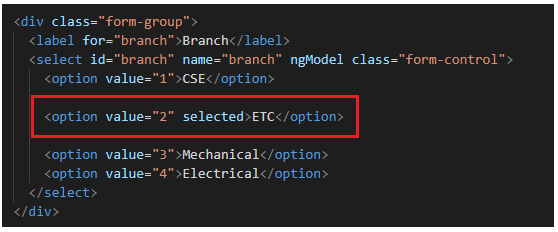 <div class="form-group">
<label for="branch">Branch</label>
<select id="branch" name="branch" ngModel class="form-control">
<option value="1">CSE</option>
<option value="2" selected>ETC</option>
<option value="3">Mechanical</option>
<option value="4">Electrical</option>
</select>
</div>